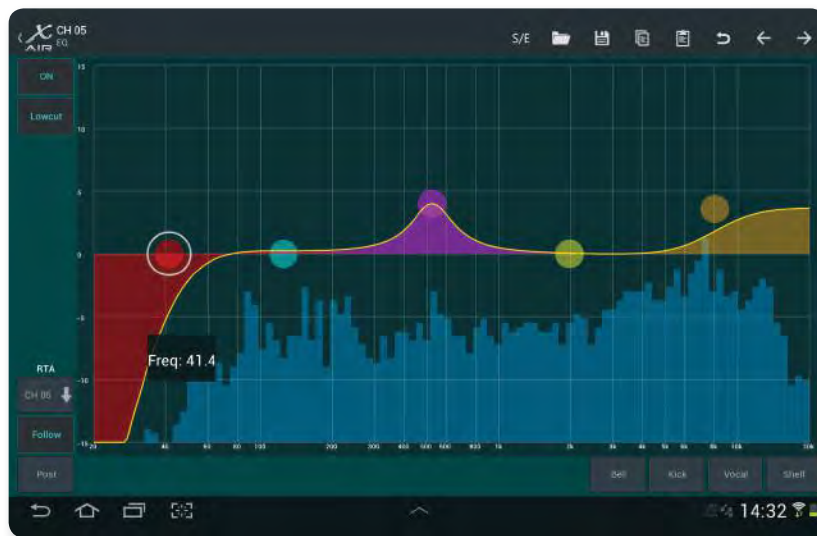 X AIR CH 05 EQ
S/E
ON
Lowcut
15
10
5
0
-5
-10
-15
Freq: 41.4
RTA
CH 05
Follow
Post
20 40 60 80 100 200 300 400 500 600 800 1k 2k 3k 4k 5k 6k 8k 10k 20k
Bell Kick Vocal Shelf
14:32